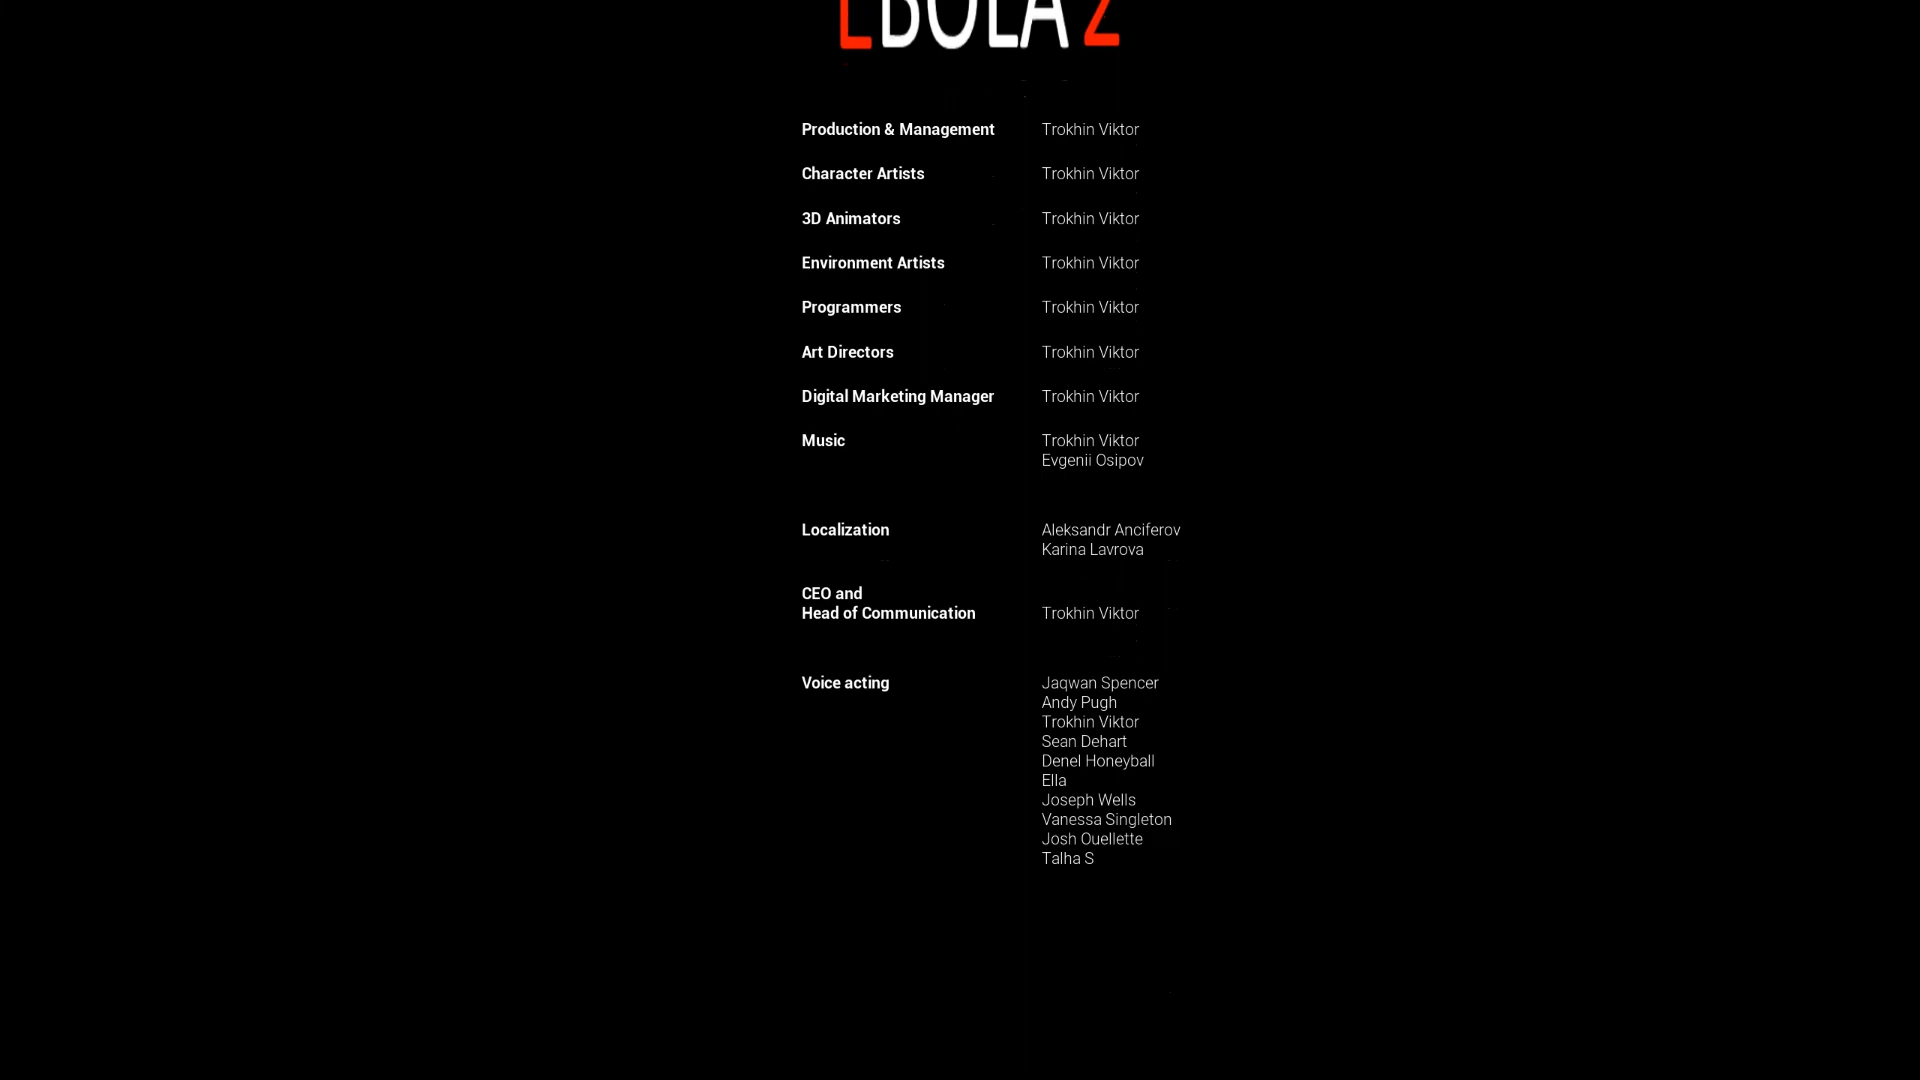 EBOLA 2
Production & Management Trokhin Viktor
Character Artists Trokhin Viktor
3D Animators Trokhin Viktor
Environment Artists Trokhin Viktor
Programmers Trokhin Viktor
Art Directors Trokhin Viktor
Digital Marketing Manager Trokhin Viktor
Music Trokhin Viktor
Evgenii Osipov
Localization Aleksandr Anciferov
Karina Lavrova
CEO and
Head of Communication Trokhin Viktor
Voice acting Jaqwan Spencer
Andy Pugh
Trokhin Viktor
Sean Dehart
Denel Honeyball
Ella
Joseph Wells
Vanessa Singleton
Josh Ouellette
Talha S